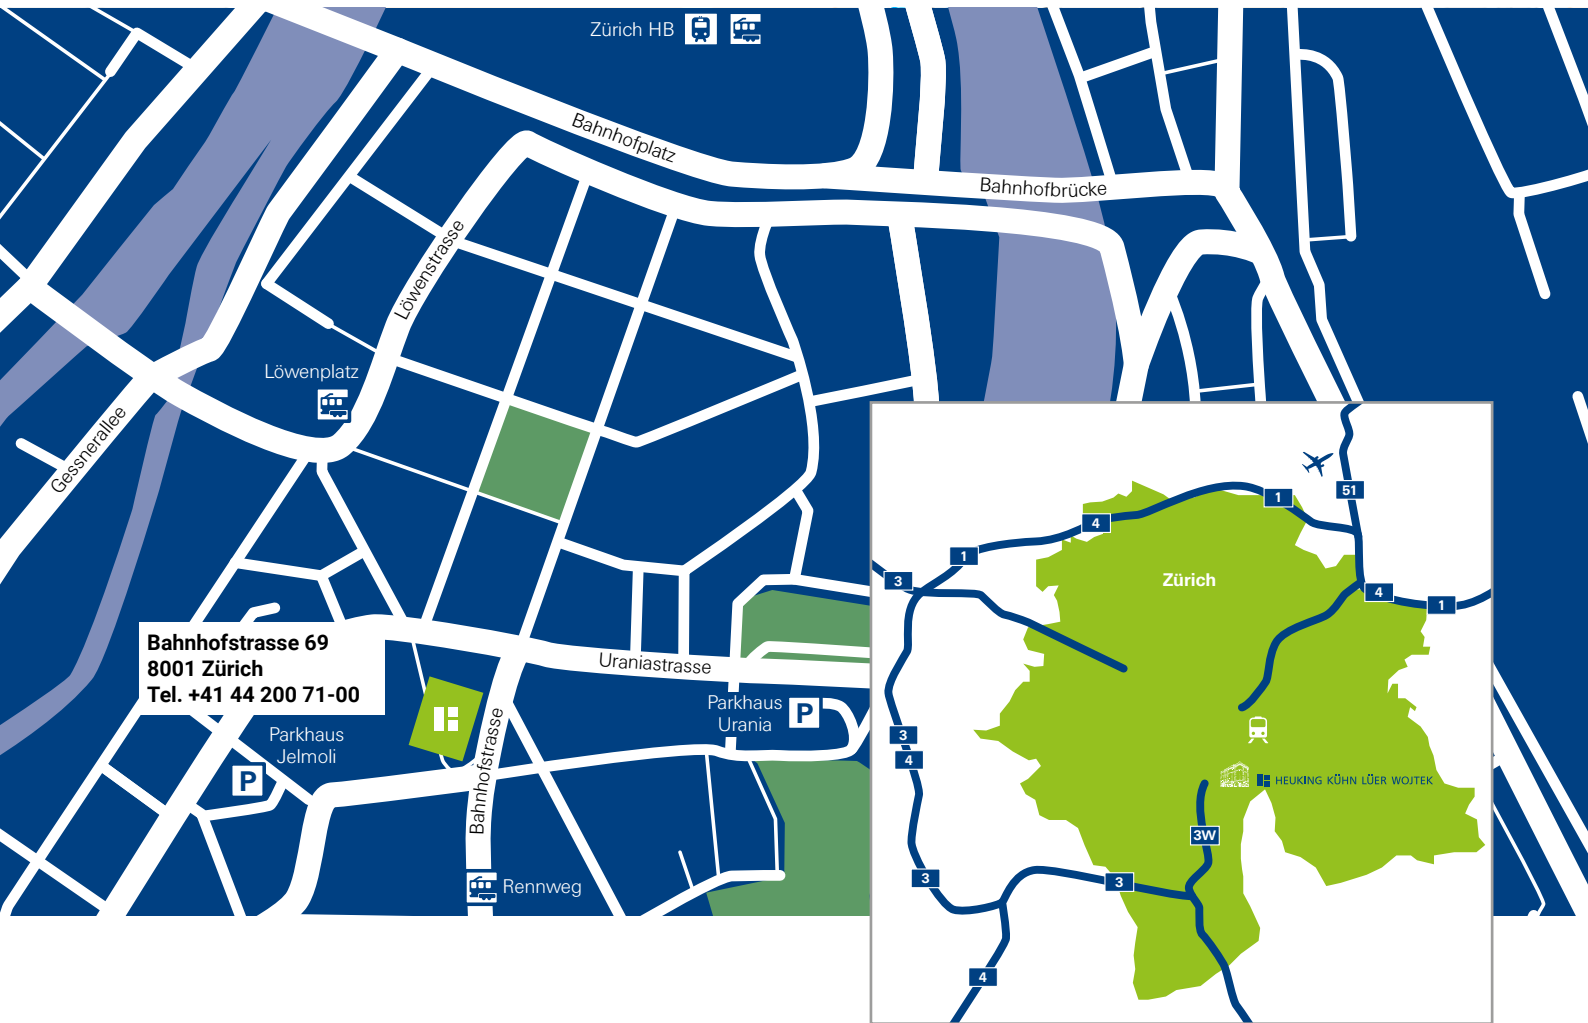 Zürich HB
Bahnhofplatz
Bahnhofbrücke
Löwenstrasse
Löwenplatz
Gessnerallee
Bahnhofstrasse 69
8001 Zürich
Tel. +41 44 200 71-00
Uraniastrasse
Parkhaus
Urania
P
Parkhaus
Jelmoli
P
Bahnhofstrasse
Rennweg
51
1
4
1
3
Zürich
4
1
3
4
HEUKING KÜHN LÜER WOJTEK
3W
3
3
4